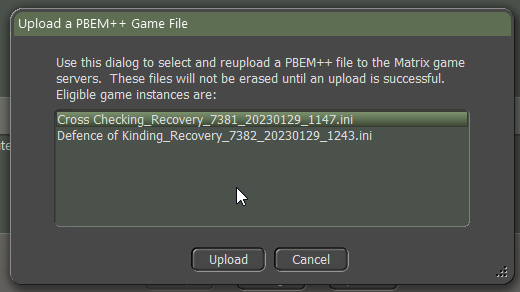 Upload a PBEM++ Game File
Use this dialog to select and reupload a PBEM++ file to the Matrix game
servers.  These files will not be erased until an upload is successful.
Eligible game instances are:
Cross Checking_Recovery_7381_20230129_1147.ini
Defence of Kinding_Recovery_7382_20230129_1243.ini
Upload
Cancel